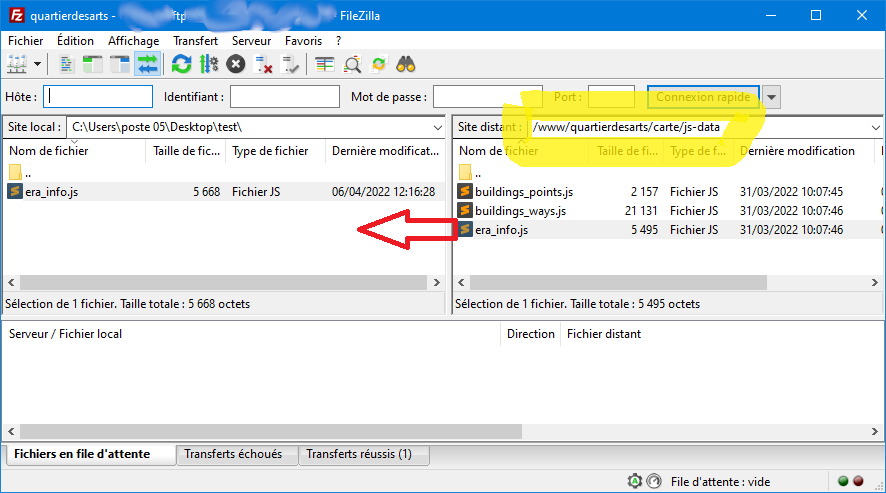 quartierdesarts - ftp - FileZilla
Fichier Édition Affichage Transfert Serveur Favoris ?
Hôte : Identifiant : Mot de passe : Port : Connexion rapide
Site local : C:\Users\poste 05\Desktop\test\
Nom de fichier Taille de fic... Type de fichier Dernière modificat...
..
era_info.js 5 668 Fichier JS 06/04/2022 12:16:28
Sélection de 1 fichier. Taille totale : 5 668 octets
Site distant : /www/quartierdesarts/carte/js-data
Nom de fichier Taille de fi... Type de f... Dernière modification
..
buildings_points.js 2 157 Fichier JS 31/03/2022 10:07:45
buildings_ways.js 21 131 Fichier JS 31/03/2022 10:07:46
era_info.js 5 495 Fichier JS 31/03/2022 10:07:46
Sélection de 1 fichier. Taille totale : 5 495 octets
Serveur / Fichier local Direction Fichier distant
Fichiers en file d'attente Transferts échoués Transferts réussis (1)
File d'attente : vide